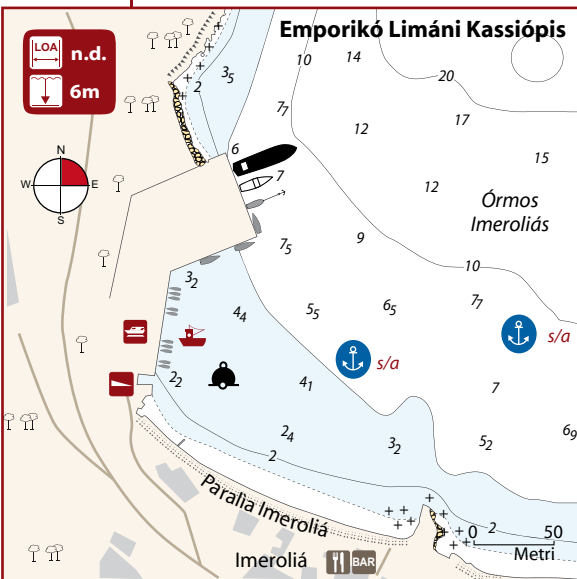 Emporikó Limáni Kassiópis
LOA n.d.
6m
N
W E
S
3₅
2
10
14
20
7₇
12
17
15
6
7
12
Órmos
Imeroliás
7₅
9
10
3₂
4₄
5₅
6₅
7₇
s/a
s/a
2₂
4₁
7
2₄
2
3₂
5₂
6₉
2
Paralia Imeroliá
0 50
Metri
Imeroliá
BAR